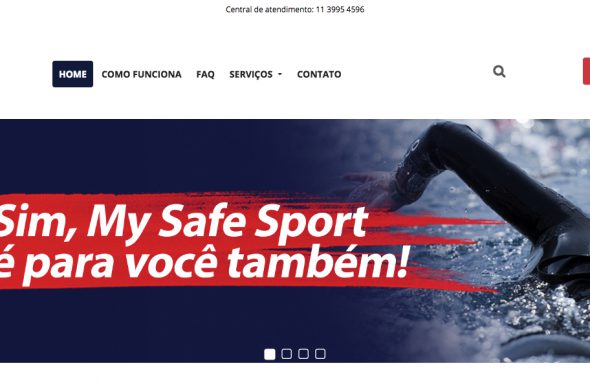 Central de atendimento: 11 3995 4596
HOME COMO FUNCIONA FAQ SERVIÇOS CONTATO
Sim, My Safe Sport
é para você também!